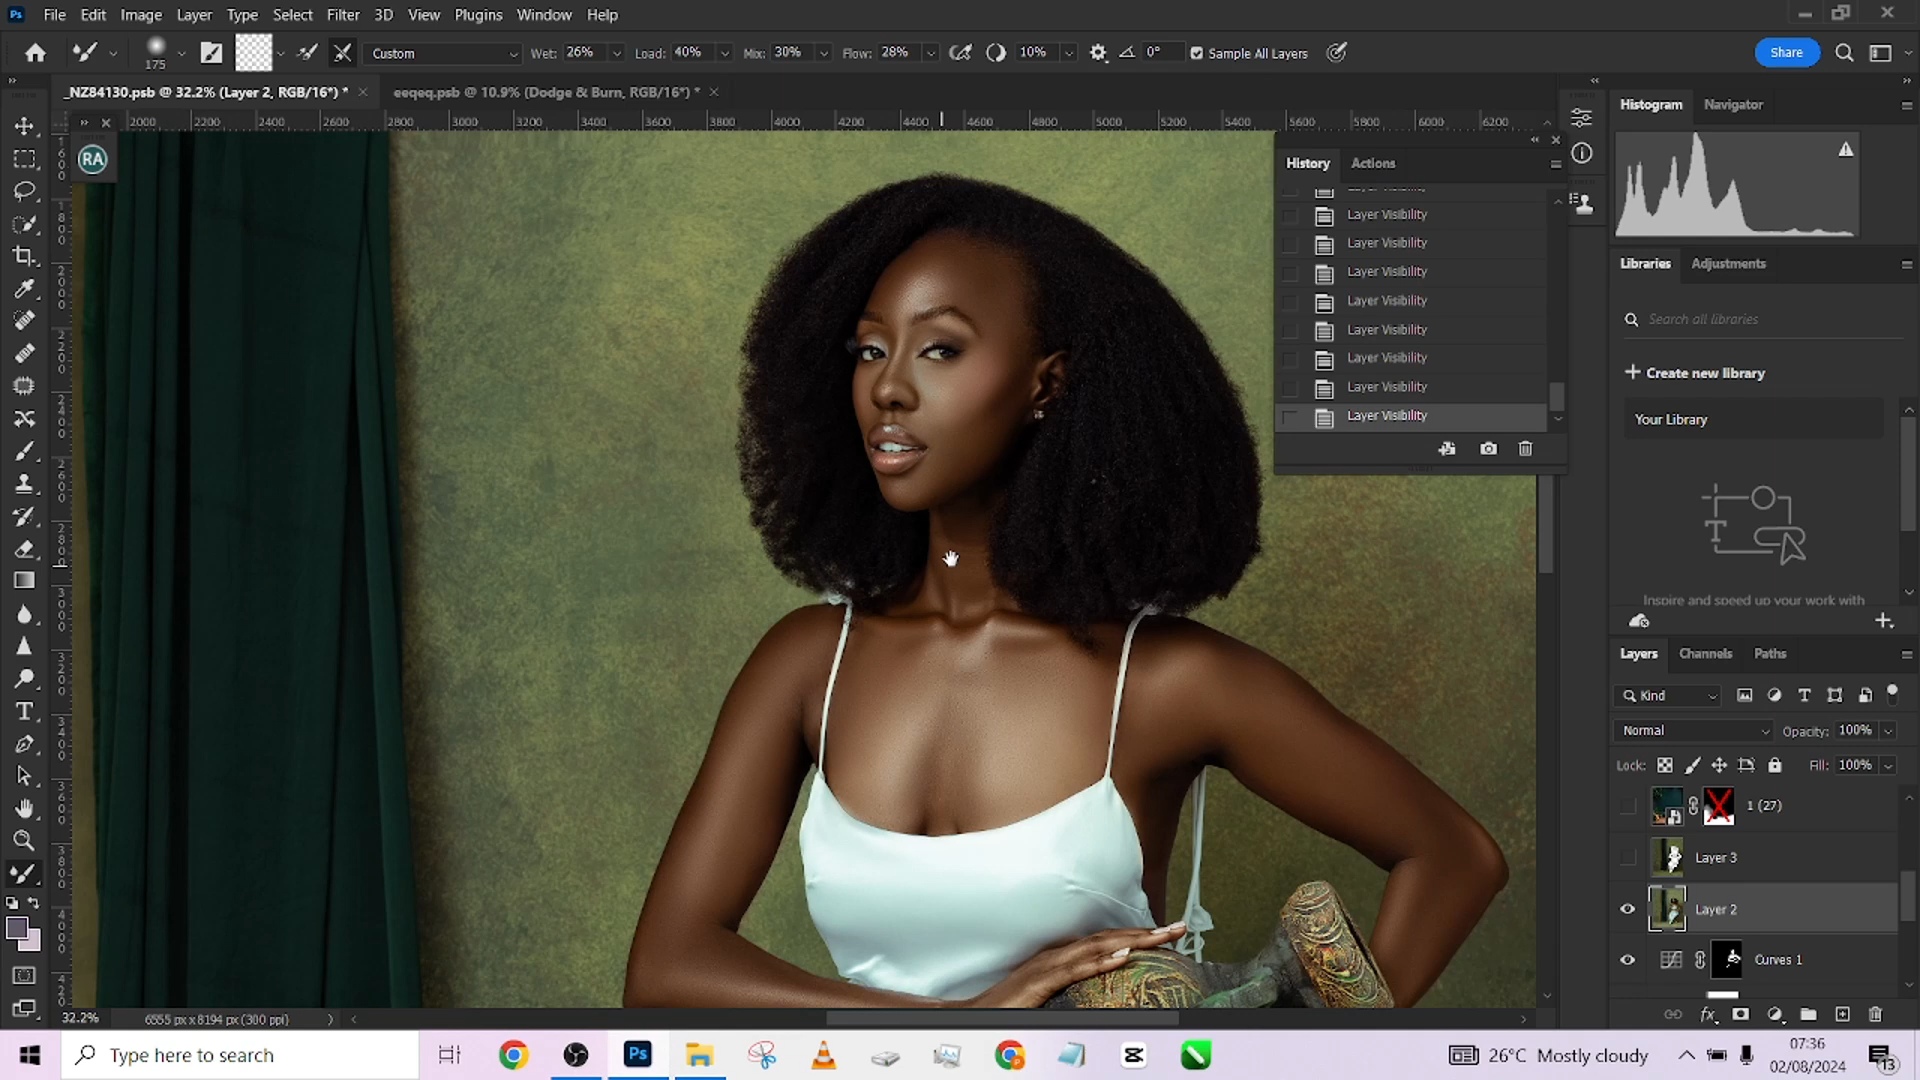 Ps File Edit Image Layer Type Select Filter 3D View Plugins Window Help
175 Custom Wet: 26% Load: 40% Mix: 30% Flow: 28% 10% 0° Sample All Layers Share
_NZ84130.psb @ 32.2% (Layer 2, RGB/16*) * eeqeq.psb @ 10.9% (Dodge & Burn, RGB/16*) *
2000 2200 2400 2600 2800 3000 3200 3400 3600 3800 4000 4200 4400 4600 4800 5000 5200 5400 5600 5800 6000 6200
RA
History Actions
Layer Visibility
Layer Visibility
Layer Visibility
Layer Visibility
Layer Visibility
Layer Visibility
Layer Visibility
Layer Visibility
Layer Visibility
Histogram Navigator
Libraries Adjustments
Search all libraries
Create new library
Your Library
Inspire and speed up your work with
Layers Channels Paths
Kind
Normal Opacity: 100%
Lock: Fill: 100%
1 (27)
Layer 3
Layer 2
Curves 1
32.2% 6555 px x 8194 px (300 ppi)
Type here to search Ps 26°C Mostly cloudy 07:36
02/08/2024 13